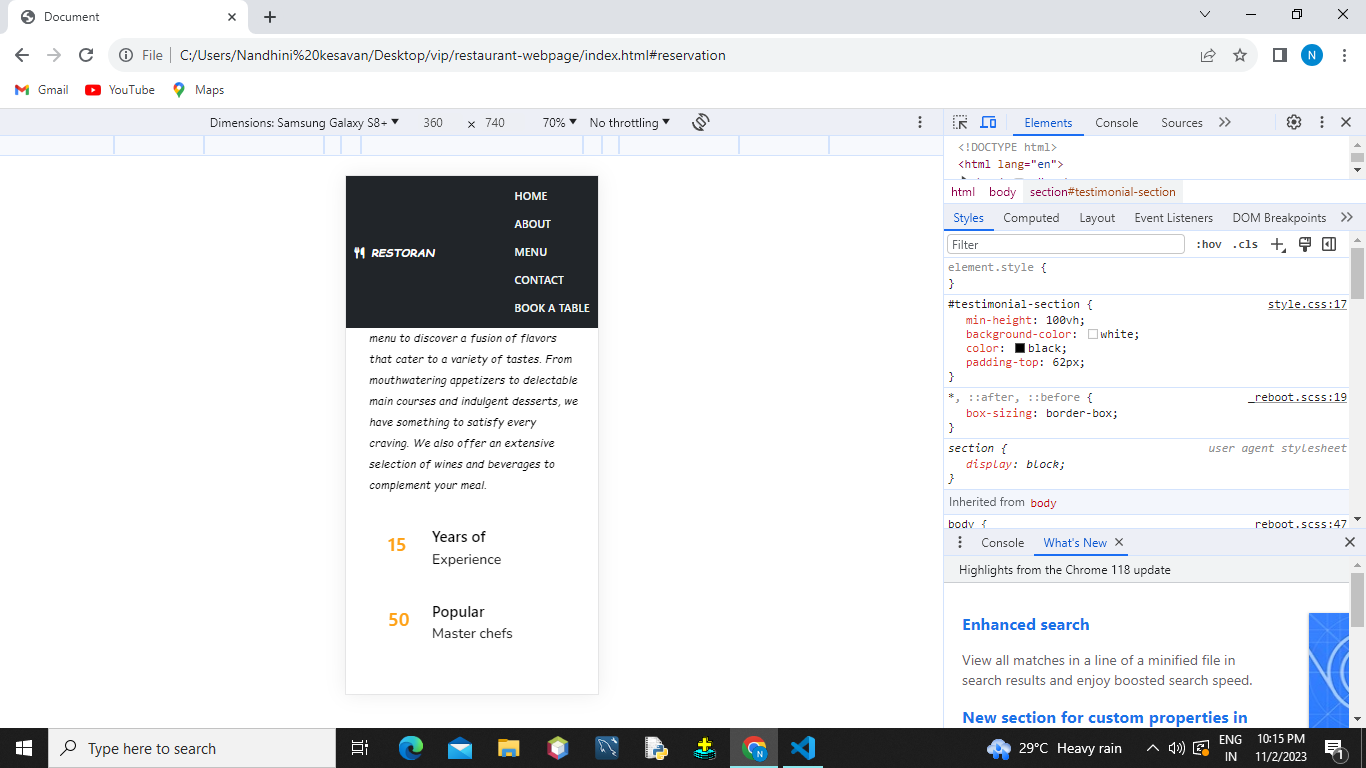 Document
File
C:/Users/Nandhini%20kesavan/Desktop/vip/restaurant-webpage/index.html#reservation
N
Gmail
YouTube
Maps
Dimensions: Samsung Galaxy S8+ 360 × 740 70% No throttling
Elements Console Sources
<!DOCTYPE html>
<html lang="en">
html body section#testimonial-section
Styles Computed Layout Event Listeners DOM Breakpoints
Filter :hov .cls
element.style {
}
#testimonial-section { style.css:17
min-height: 100vh;
background-color: white;
color: black;
padding-top: 62px;
}
*, ::after, ::before { _reboot.scss:19
box-sizing: border-box;
}
section { user agent stylesheet
display: block;
}
Inherited from body
body { _reboot.scss:47
HOME
ABOUT
RESTORAN
MENU
CONTACT
BOOK A TABLE
menu to discover a fusion of flavors
that cater to a variety of tastes. From
mouthwatering appetizers to delectable
main courses and indulgent desserts, we
have something to satisfy every
craving. We also offer an extensive
selection of wines and beverages to
complement your meal.
15 Years of
Experience
50 Popular
Master chefs
Console What's New
Highlights from the Chrome 118 update
Enhanced search
View all matches in a line of a minified file in
search results and enjoy boosted search speed.
New section for custom properties in
Type here to search
29°C Heavy rain
ENG
IN
10:15 PM
11/2/2023
1